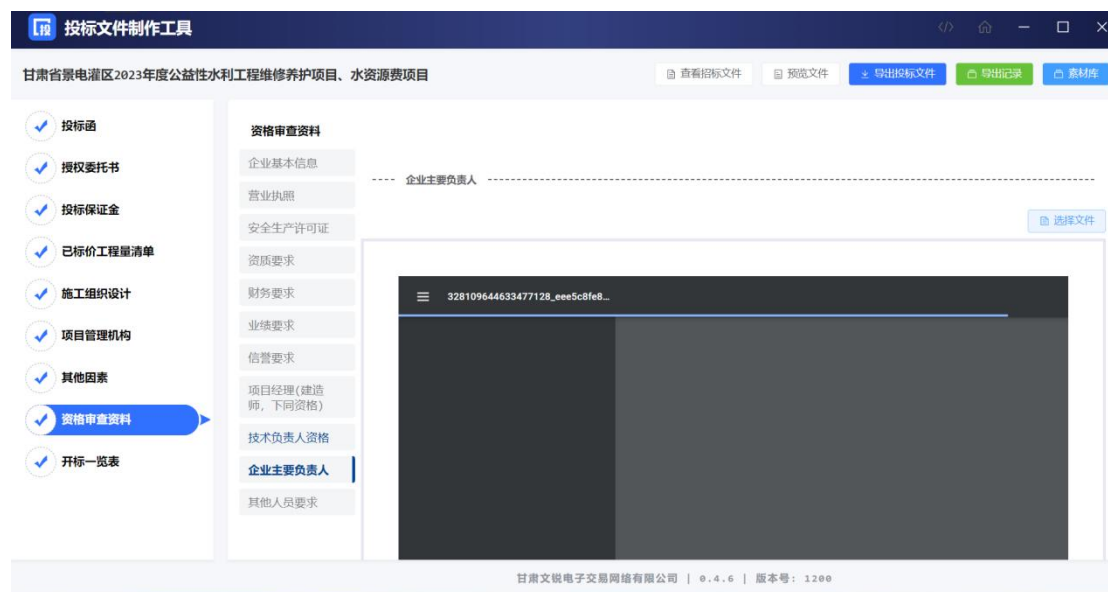 投标文件制作工具
甘肃省景电灌区2023年度公益性水利工程维修养护项目、水资源费项目
查看招标文件
预览文件
导出投标文件
导出记录
素材库
投标函
授权委托书
投标保证金
已标价工程量清单
施工组织设计
项目管理机构
其他因素
资格审查资料
开标一览表
资格审查资料
企业基本信息
营业执照
安全生产许可证
资质要求
财务要求
业绩要求
信誉要求
项目经理(建造
师, 下同资格)
技术负责人资格
企业主要负责人
其他人员要求
企业主要负责人
选择文件
328109644633477128_eee5c8fe8…
甘肃文锐电子交易网络有限公司 | 0.4.6 | 版本号: 1200